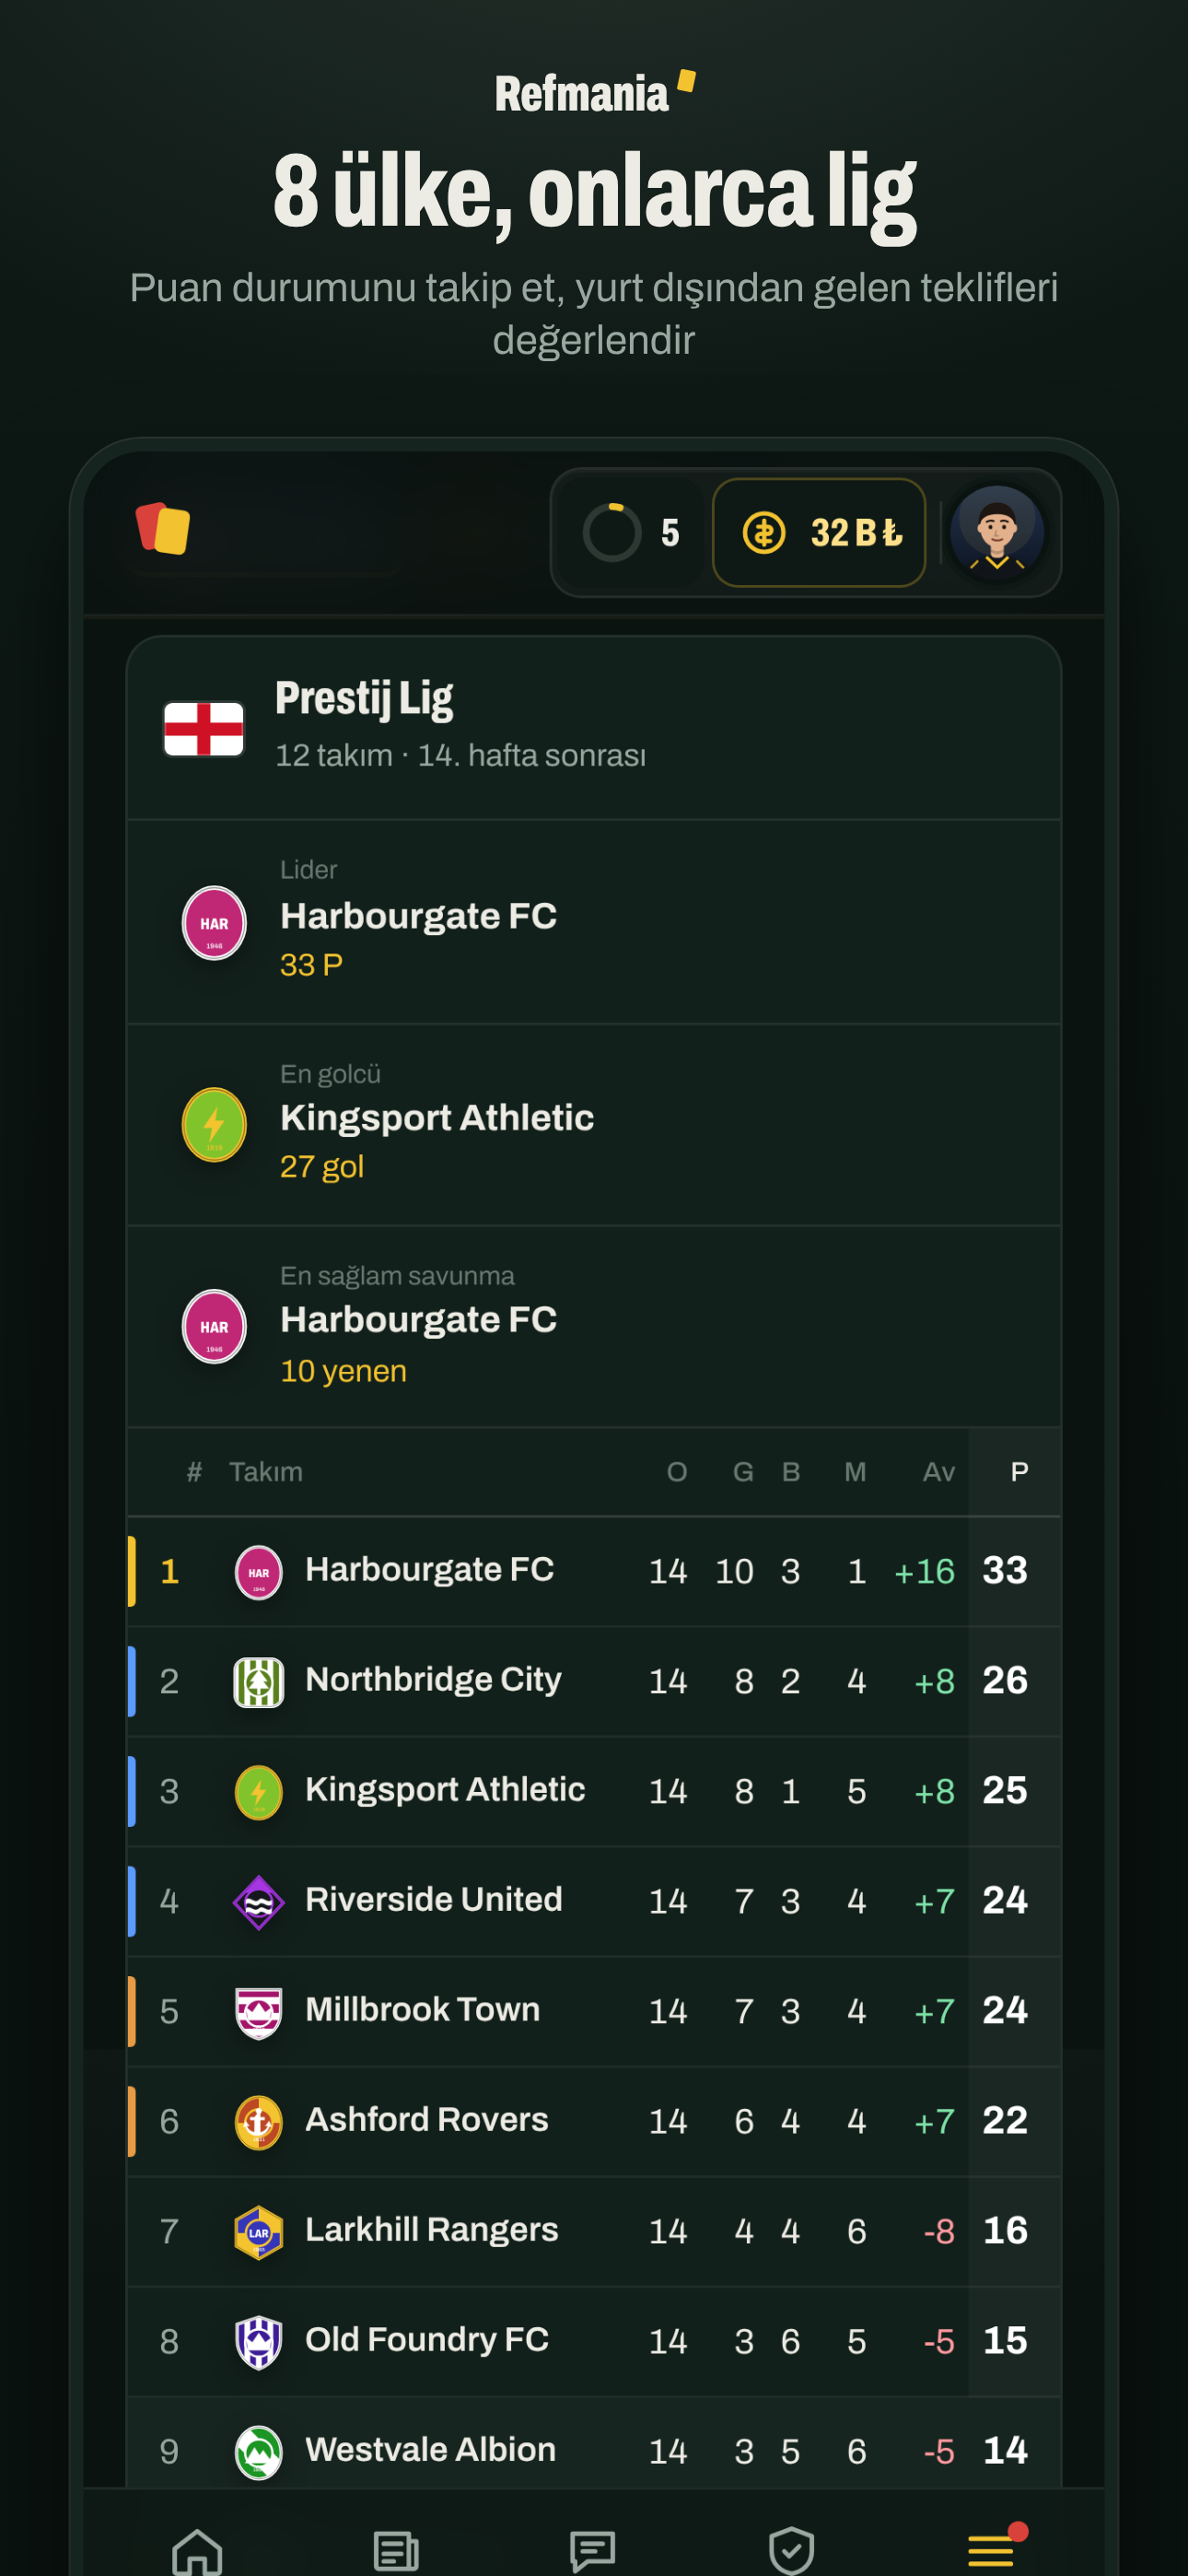 Refmania
8 ülke, onlarca lig
Puan durumunu takip et, yurt dışından gelen teklifleri
değerlendir
5 32 B ₺
Prestij Lig
12 takım · 14. hafta sonrası
Lider
HAR
1946
Harbourgate FC
33 P
En golcü
Kingsport Athletic
27 gol
En sağlam savunma
HAR
1946
Harbourgate FC
10 yenen
# Takım O G B M Av P
1 HAR 1946 Harbourgate FC 14 10 3 1 +16 33
2 Northbridge City 14 8 2 4 +8 26
3 Kingsport Athletic 14 8 1 5 +8 25
4 Riverside United 14 7 3 4 +7 24
5 Millbrook Town 14 7 3 4 +7 24
6 Ashford Rovers 14 6 4 4 +7 22
7 LAR Larkhill Rangers 14 4 4 6 -8 16
8 Old Foundry FC 14 3 6 5 -5 15
9 Westvale Albion 14 3 5 6 -5 14